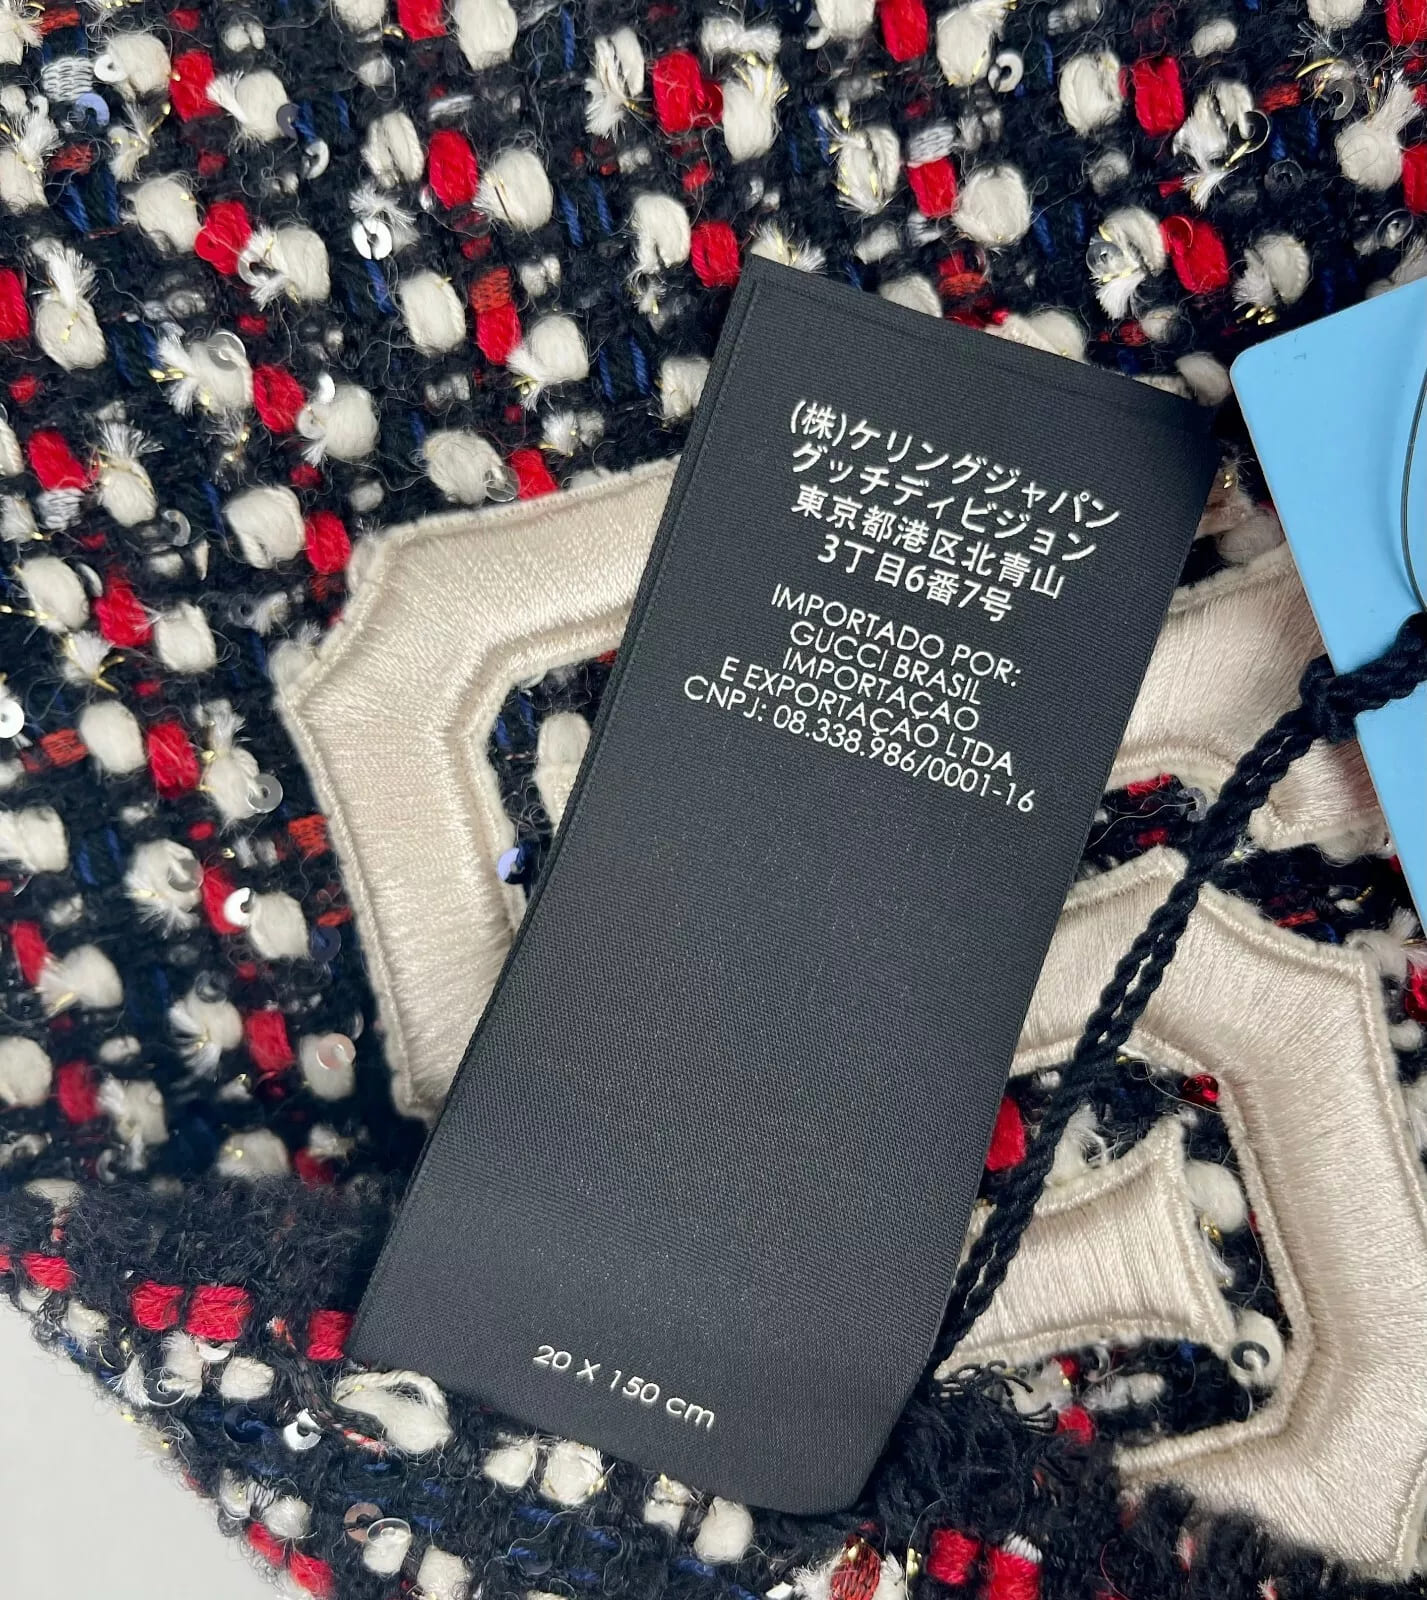 (株)ケリングジャパン
グッチディビジョン
東京都港区北青山
3丁目6番7号
IMPORTADO POR:
GUCCI BRASIL
IMPORTAÇAO
E EXPORTAÇAO LTDA
CNPJ: 08.338.986/0001-16
20 X 150 cm